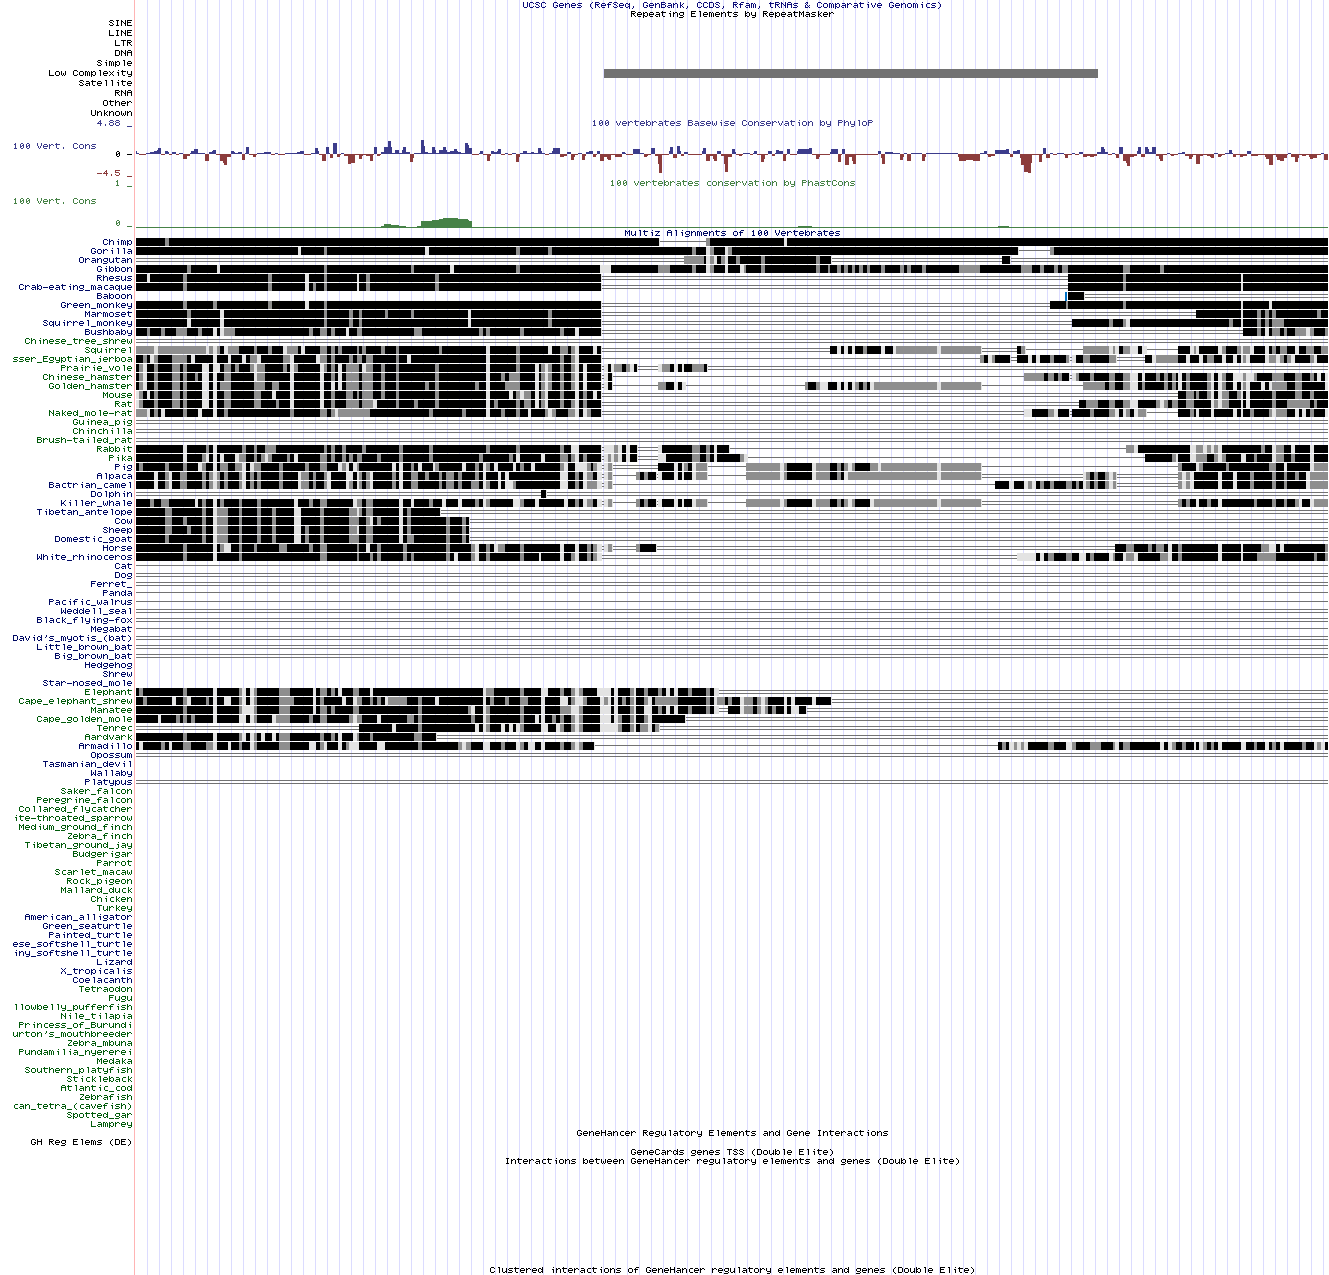 UCSC Genes (RefSeq, GenBank, CCDS, Rfam, tRNAs & Comparative Genomics)
Repeating Elements by RepeatMasker
SINE
LINE
LTR
DNA
Simple
Low Complexity
Satellite
RNA
Other
Unknown
4.88 _
100 vertebrates Basewise Conservation by PhyloP
100 Vert. Cons
0 -
-4.5 _
100 vertebrates conservation by PhastCons
1 _
100 Vert. Cons
0 _
Multiz Alignments of 100 Vertebrates
Chimp
Gorilla
Orangutan
Gibbon
Rhesus
Crab-eating_macaque
Baboon
Green_monkey
Marmoset
Squirrel_monkey
Bushbaby
Chinese_tree_shrew
Squirrel
sser_Egyptian_jerboa
Prairie_vole
Chinese_hamster
Golden_hamster
Mouse
Rat
Naked_mole-rat
Guinea_pig
Chinchilla
Brush-tailed_rat
Rabbit
Pika
Pig
Alpaca
Bactrian_camel
Dolphin
Killer_whale
Tibetan_antelope
Cow
Sheep
Domestic_goat
Horse
White_rhinoceros
Cat
Dog
Ferret_
Panda
Pacific_walrus
Weddell_seal
Black_flying-fox
Megabat
David's_myotis_(bat)
Little_brown_bat
Big_brown_bat
Hedgehog
Shrew
Star-nosed_mole
Elephant
Cape_elephant_shrew
Manatee
Cape_golden_mole
Tenrec
Aardvark
Armadillo
Opossum
Tasmanian_devil
Wallaby
Platypus
Saker_falcon
Peregrine_falcon
Collared_flycatcher
ite-throated_sparrow
Medium_ground_finch
Zebra_finch
Tibetan_ground_jay
Budgerigar
Parrot
Scarlet_macaw
Rock_pigeon
Mallard_duck
Chicken
Turkey
American_alligator
Green_seaturtle
Painted_turtle
ese_softshell_turtle
iny_softshell_turtle
Lizard
X_tropicalis
Coelacanth
Tetraodon
Fugu
llowbelly_pufferfish
Nile_tilapia
Princess_of_Burundi
urton's_mouthbreeder
Zebra_mbuna
Pundamilia_nyererei
Medaka
Southern_platyfish
Stickleback
Atlantic_cod
Zebrafish
can_tetra_(cavefish)
Spotted_gar
Lamprey
GeneHancer Regulatory Elements and Gene Interactions
GH Reg Elems (DE)
GeneCards genes TSS (Double Elite)
Interactions between GeneHancer regulatory elements and genes (Double Elite)
Clustered interactions of GeneHancer regulatory elements and genes (Double Elite)